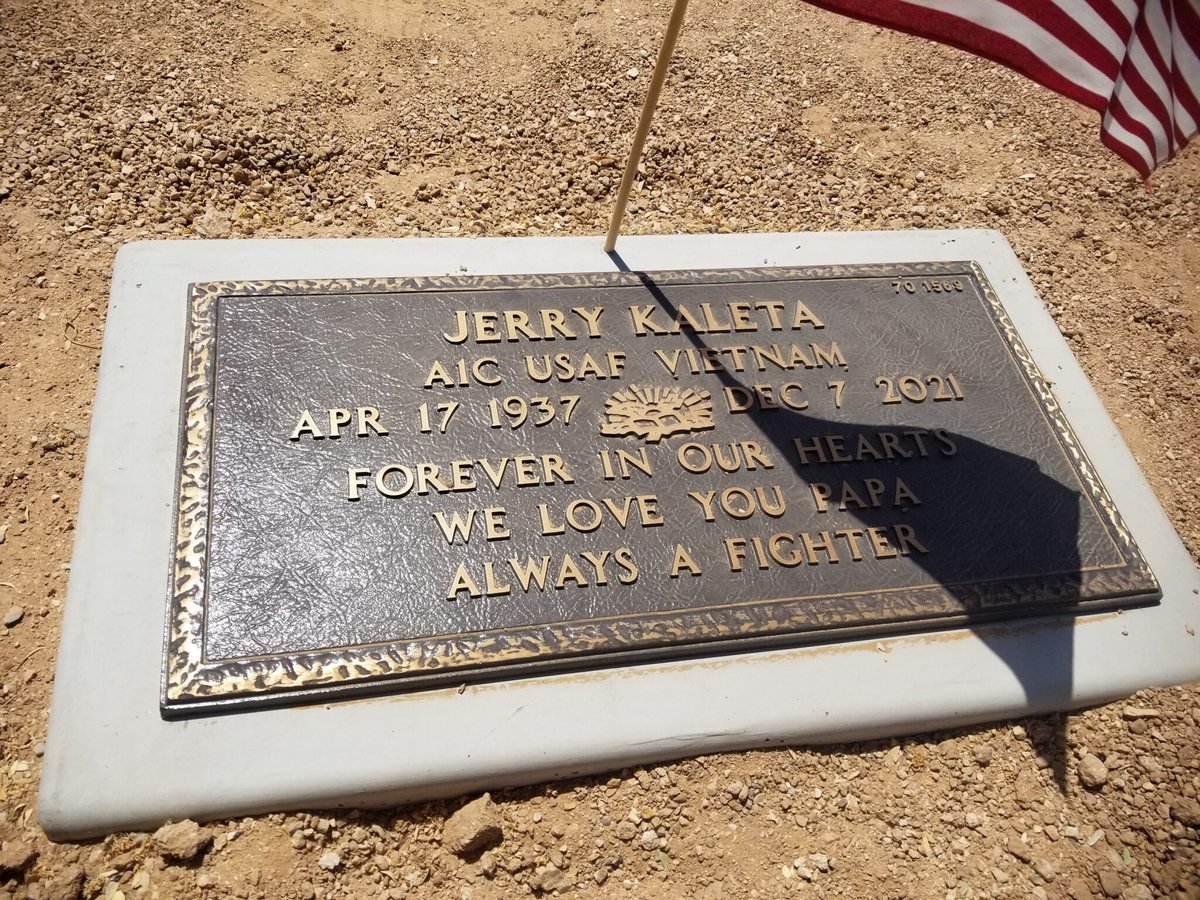 70 1569
JERRY KALETA
A1C USAF VIETNAM
APR 17 1937 DEC 7 2021
FOREVER IN OUR HEARTS
WE LOVE YOU PAPA
ALWAYS A FIGHTER